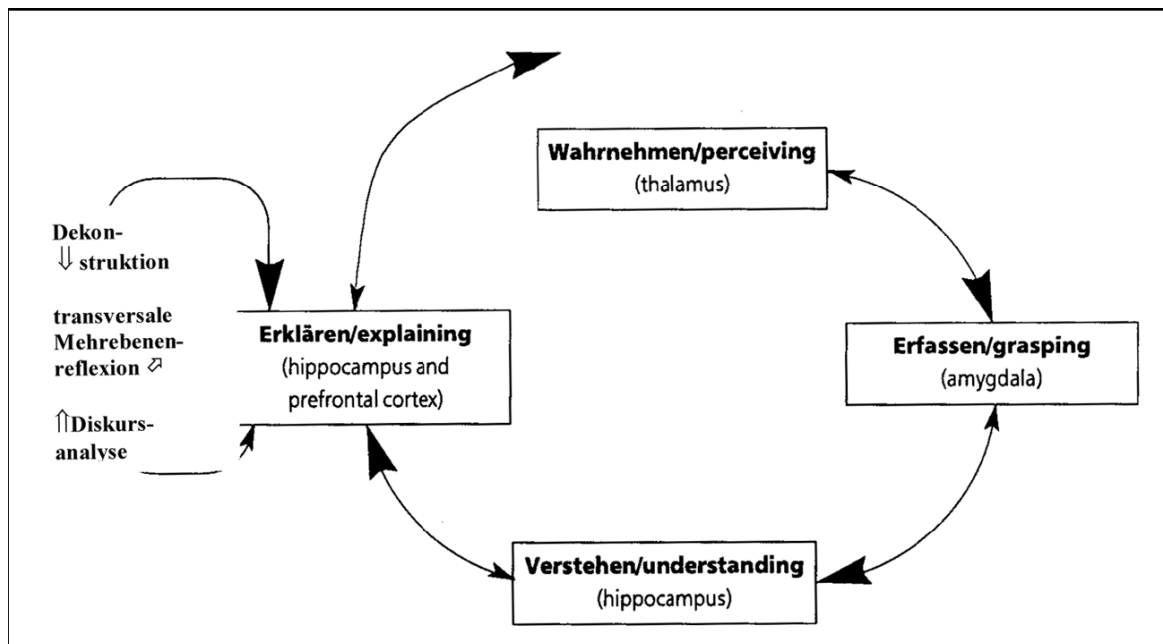 Wahrnehmen/perceiving
(thalamus)
Dekon-
⇓ struktion
transversale
Mehrebenen-
reflexion ⬀
⇑Diskurs-
analyse
Erklären/explaining
(hippocampus and
prefrontal cortex)
Erfassen/grasping
(amygdala)
Verstehen/understanding
(hippocampus)